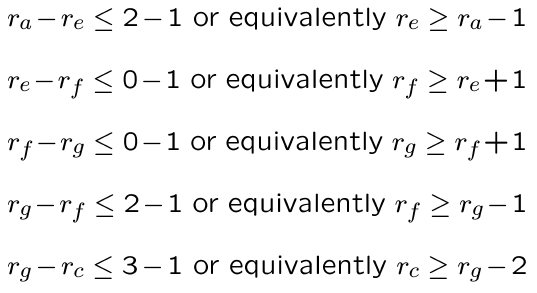 r_a − r_e ≤ 2 − 1 or equivalently r_e ≥ r_a − 1
r_e − r_f ≤ 0 − 1 or equivalently r_f ≥ r_e + 1
r_f − r_g ≤ 0 − 1 or equivalently r_g ≥ r_f + 1
r_g − r_f ≤ 2 − 1 or equivalently r_f ≥ r_g − 1
r_g − r_c ≤ 3 − 1 or equivalently r_c ≥ r_g − 2